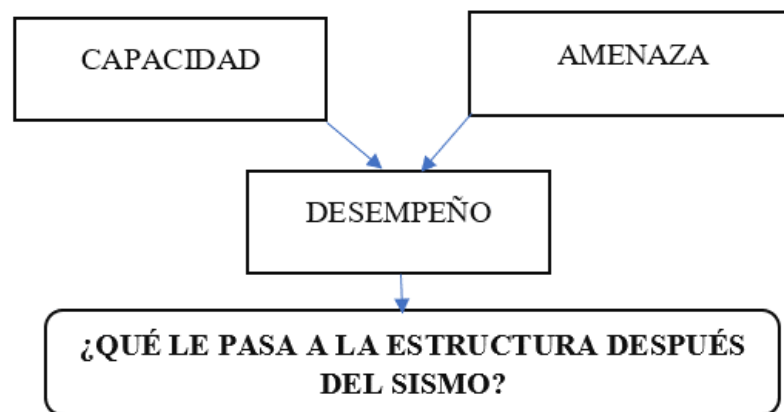 CAPACIDAD
AMENAZA
DESEMPEÑO
¿QUÉ LE PASA A LA ESTRUCTURA DESPUÉS
DEL SISMO?